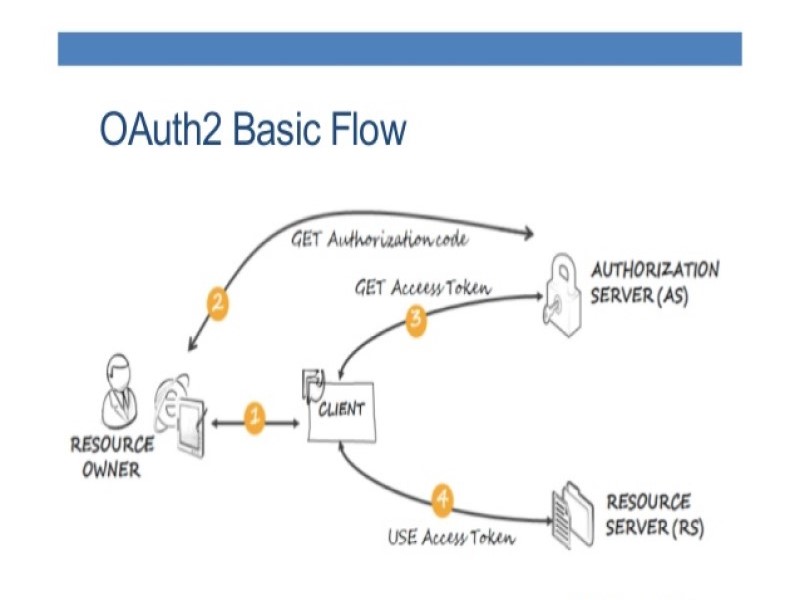 OAuth2 Basic Flow
GET Authorization code
GET Acceess Token
AUTHORIZATION
SERVER (AS)
2
3
1
CLIENT
RESOURCE
OWNER
4
USE Access Token
RESOURCE
SERVER (RS)